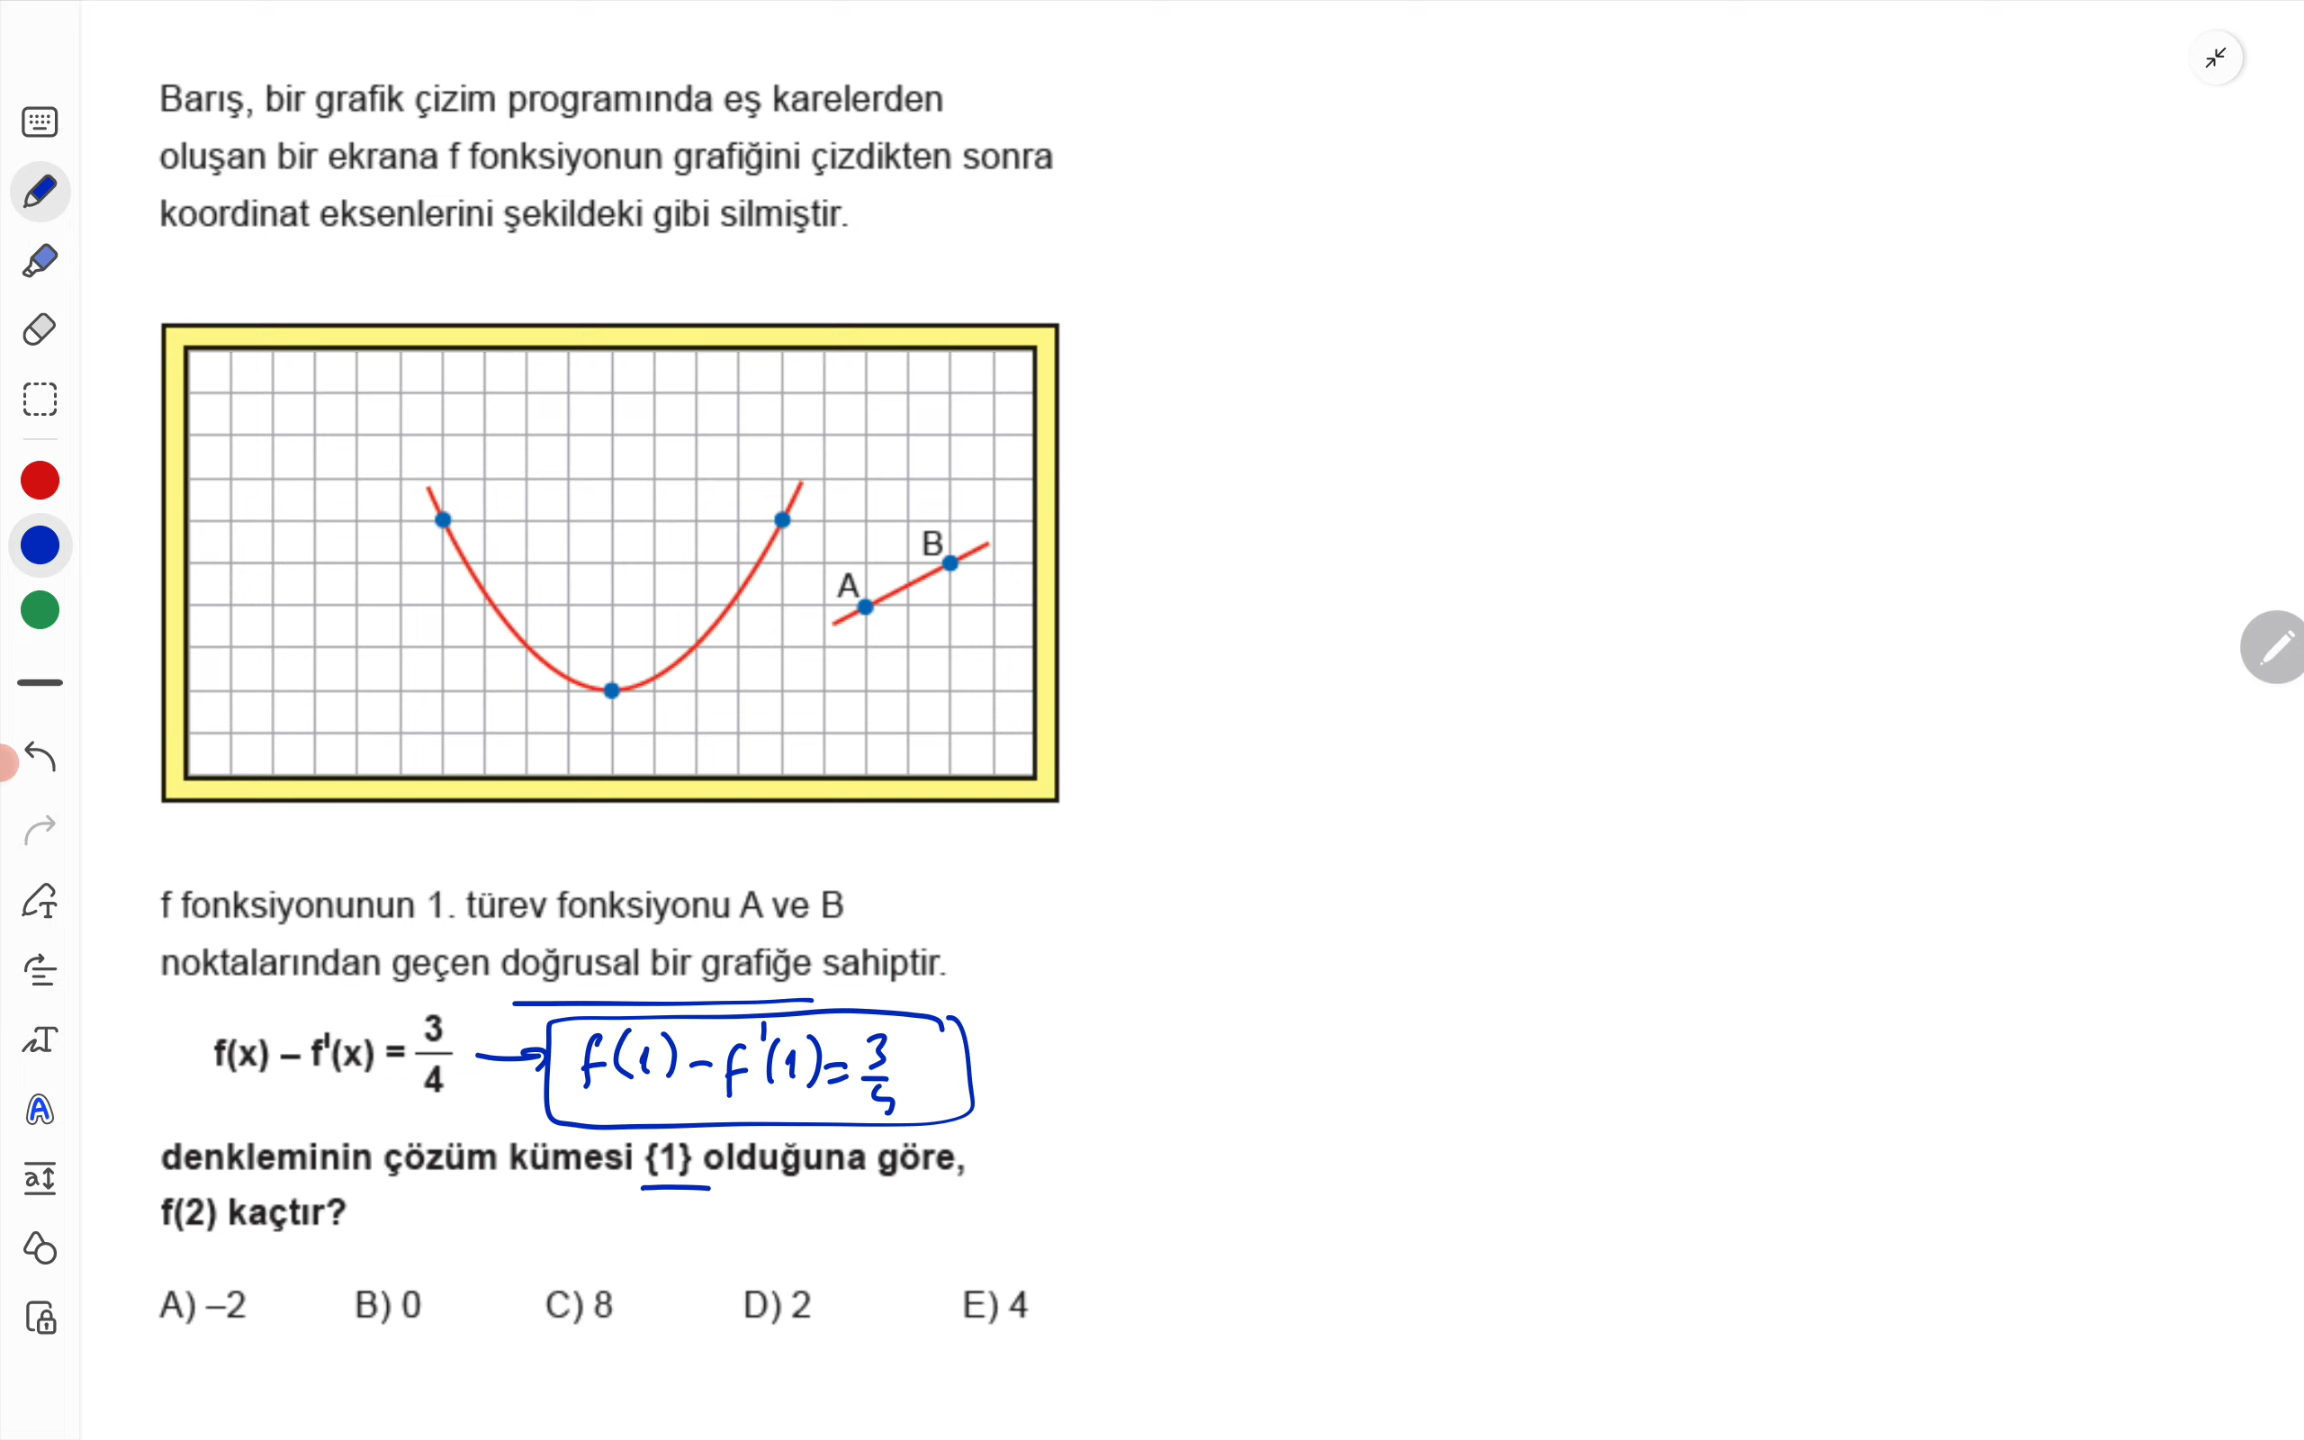 Barış, bir grafik çizim programında eş karelerden
oluşan bir ekrana f fonksiyonun grafiğini çizdikten sonra
koordinat eksenlerini şekildeki gibi silmiştir.
A
B
f fonksiyonunun 1. türev fonksiyonu A ve B
noktalarından geçen doğrusal bir grafiğe sahiptir.
f(x) – f'(x) = 3/4 → f(1) – f'(1) = 3/4
denkleminin çözüm kümesi {1} olduğuna göre,
f(2) kaçtır?
A) –2 B) 0 C) 8 D) 2 E) 4